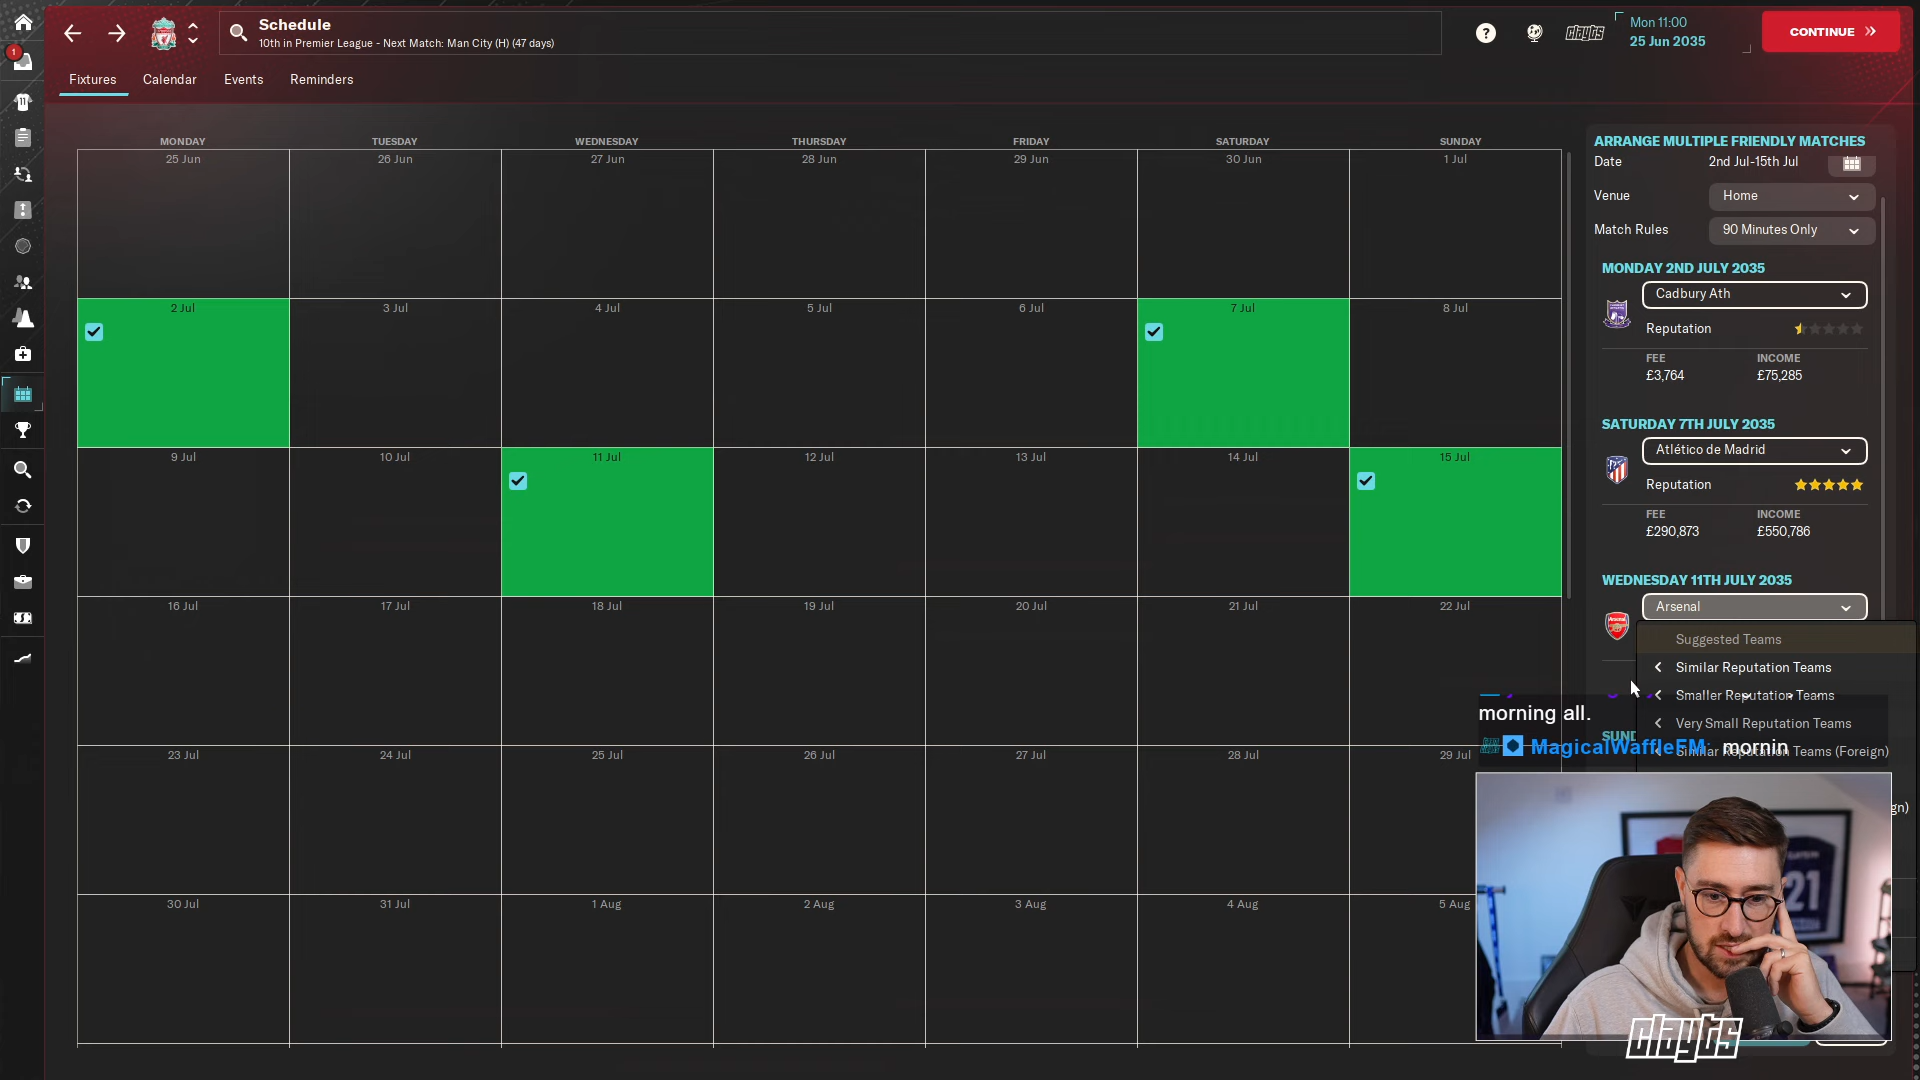 1
Schedule
10th in Premier League - Next Match: Man City (H) (47 days)
?
clayts
Mon 11:00
25 Jun 2035
CONTINUE
Fixtures
Calendar
Events
Reminders
MONDAY
TUESDAY
WEDNESDAY
THURSDAY
FRIDAY
SATURDAY
SUNDAY
25 Jun
26 Jun
27 Jun
28 Jun
29 Jun
30 Jun
1 Jul
2 Jul
3 Jul
4 Jul
5 Jul
6 Jul
7 Jul
8 Jul
9 Jul
10 Jul
11 Jul
12 Jul
13 Jul
14 Jul
15 Jul
16 Jul
17 Jul
18 Jul
19 Jul
20 Jul
21 Jul
22 Jul
23 Jul
24 Jul
25 Jul
26 Jul
27 Jul
28 Jul
29 Jul
30 Jul
31 Jul
1 Aug
2 Aug
3 Aug
4 Aug
5 Aug
ARRANGE MULTIPLE FRIENDLY MATCHES
Date 2nd Jul-15th Jul
Venue Home
Match Rules 90 Minutes Only
MONDAY 2ND JULY 2035
Cadbury Ath
Reputation
FEE INCOME
£3,764 £75,285
SATURDAY 7TH JULY 2035
Atlético de Madrid
Reputation
FEE INCOME
£290,873 £550,786
WEDNESDAY 11TH JULY 2035
Arsenal
Suggested Teams
Similar Reputation Teams
Smaller Reputation Teams
Very Small Reputation Teams
Similar Reputation Teams (Foreign)
gn)
SUND
morning all.
MagicalWaffleFM mornin
21
clayts